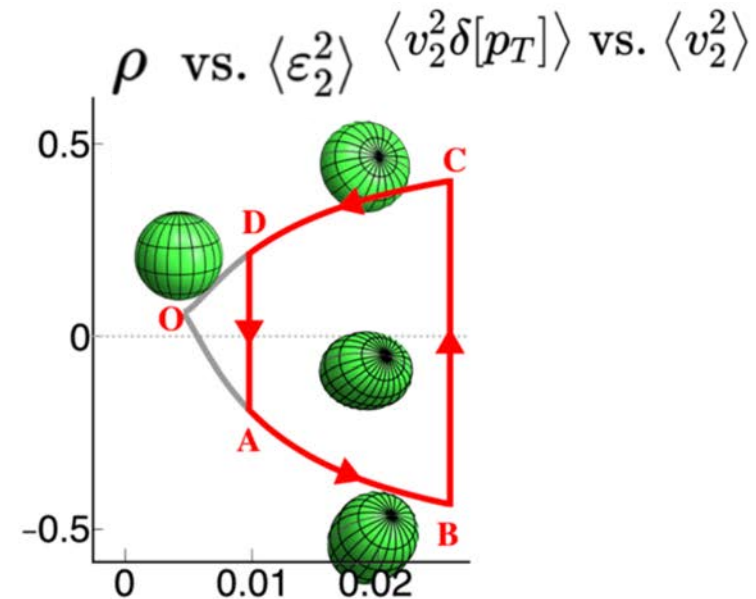 ρ vs. ⟨ε₂²⟩ ⟨v₂²δ[p_T]⟩ vs. ⟨v₂²⟩
0.5
C
D
O
0
A
B
−0.5
0 0.01 0.02